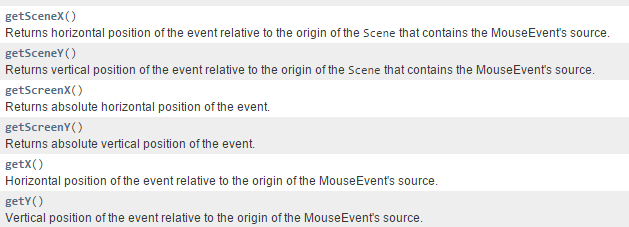 getSceneX()
Returns horizontal position of the event relative to the origin of the Scene that contains the MouseEvent's source.
getSceneY()
Returns vertical position of the event relative to the origin of the Scene that contains the MouseEvent's source.
getScreenX()
Returns absolute horizontal position of the event.
getScreenY()
Returns absolute vertical position of the event.
getX()
Horizontal position of the event relative to the origin of the MouseEvent's source.
getY()
Vertical position of the event relative to the origin of the MouseEvent's source.